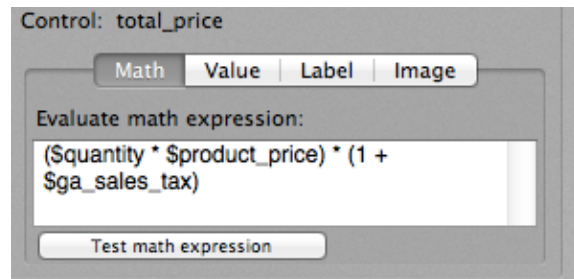 Control: total_price
Math Value Label Image
Evaluate math expression:
($quantity * $product_price) * (1 +
$ga_sales_tax)
Test math expression